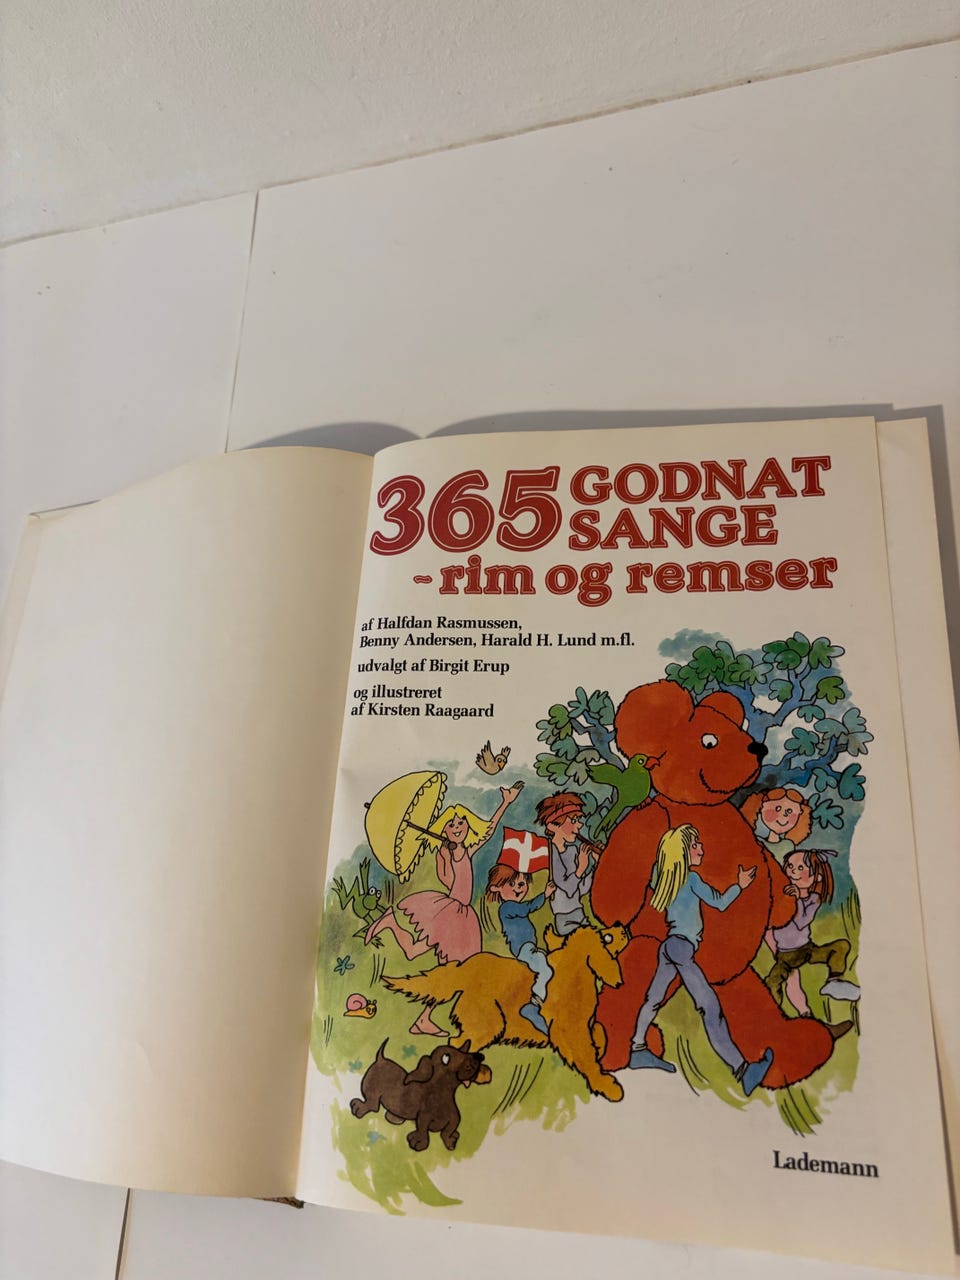 365 GODNAT
SANGE
~rim og remser
af Halfdan Rasmussen,
Benny Andersen, Harald H. Lund m.fl.
udvalgt af Birgit Erup
og illustreret
af Kirsten Raagaard
Lademann